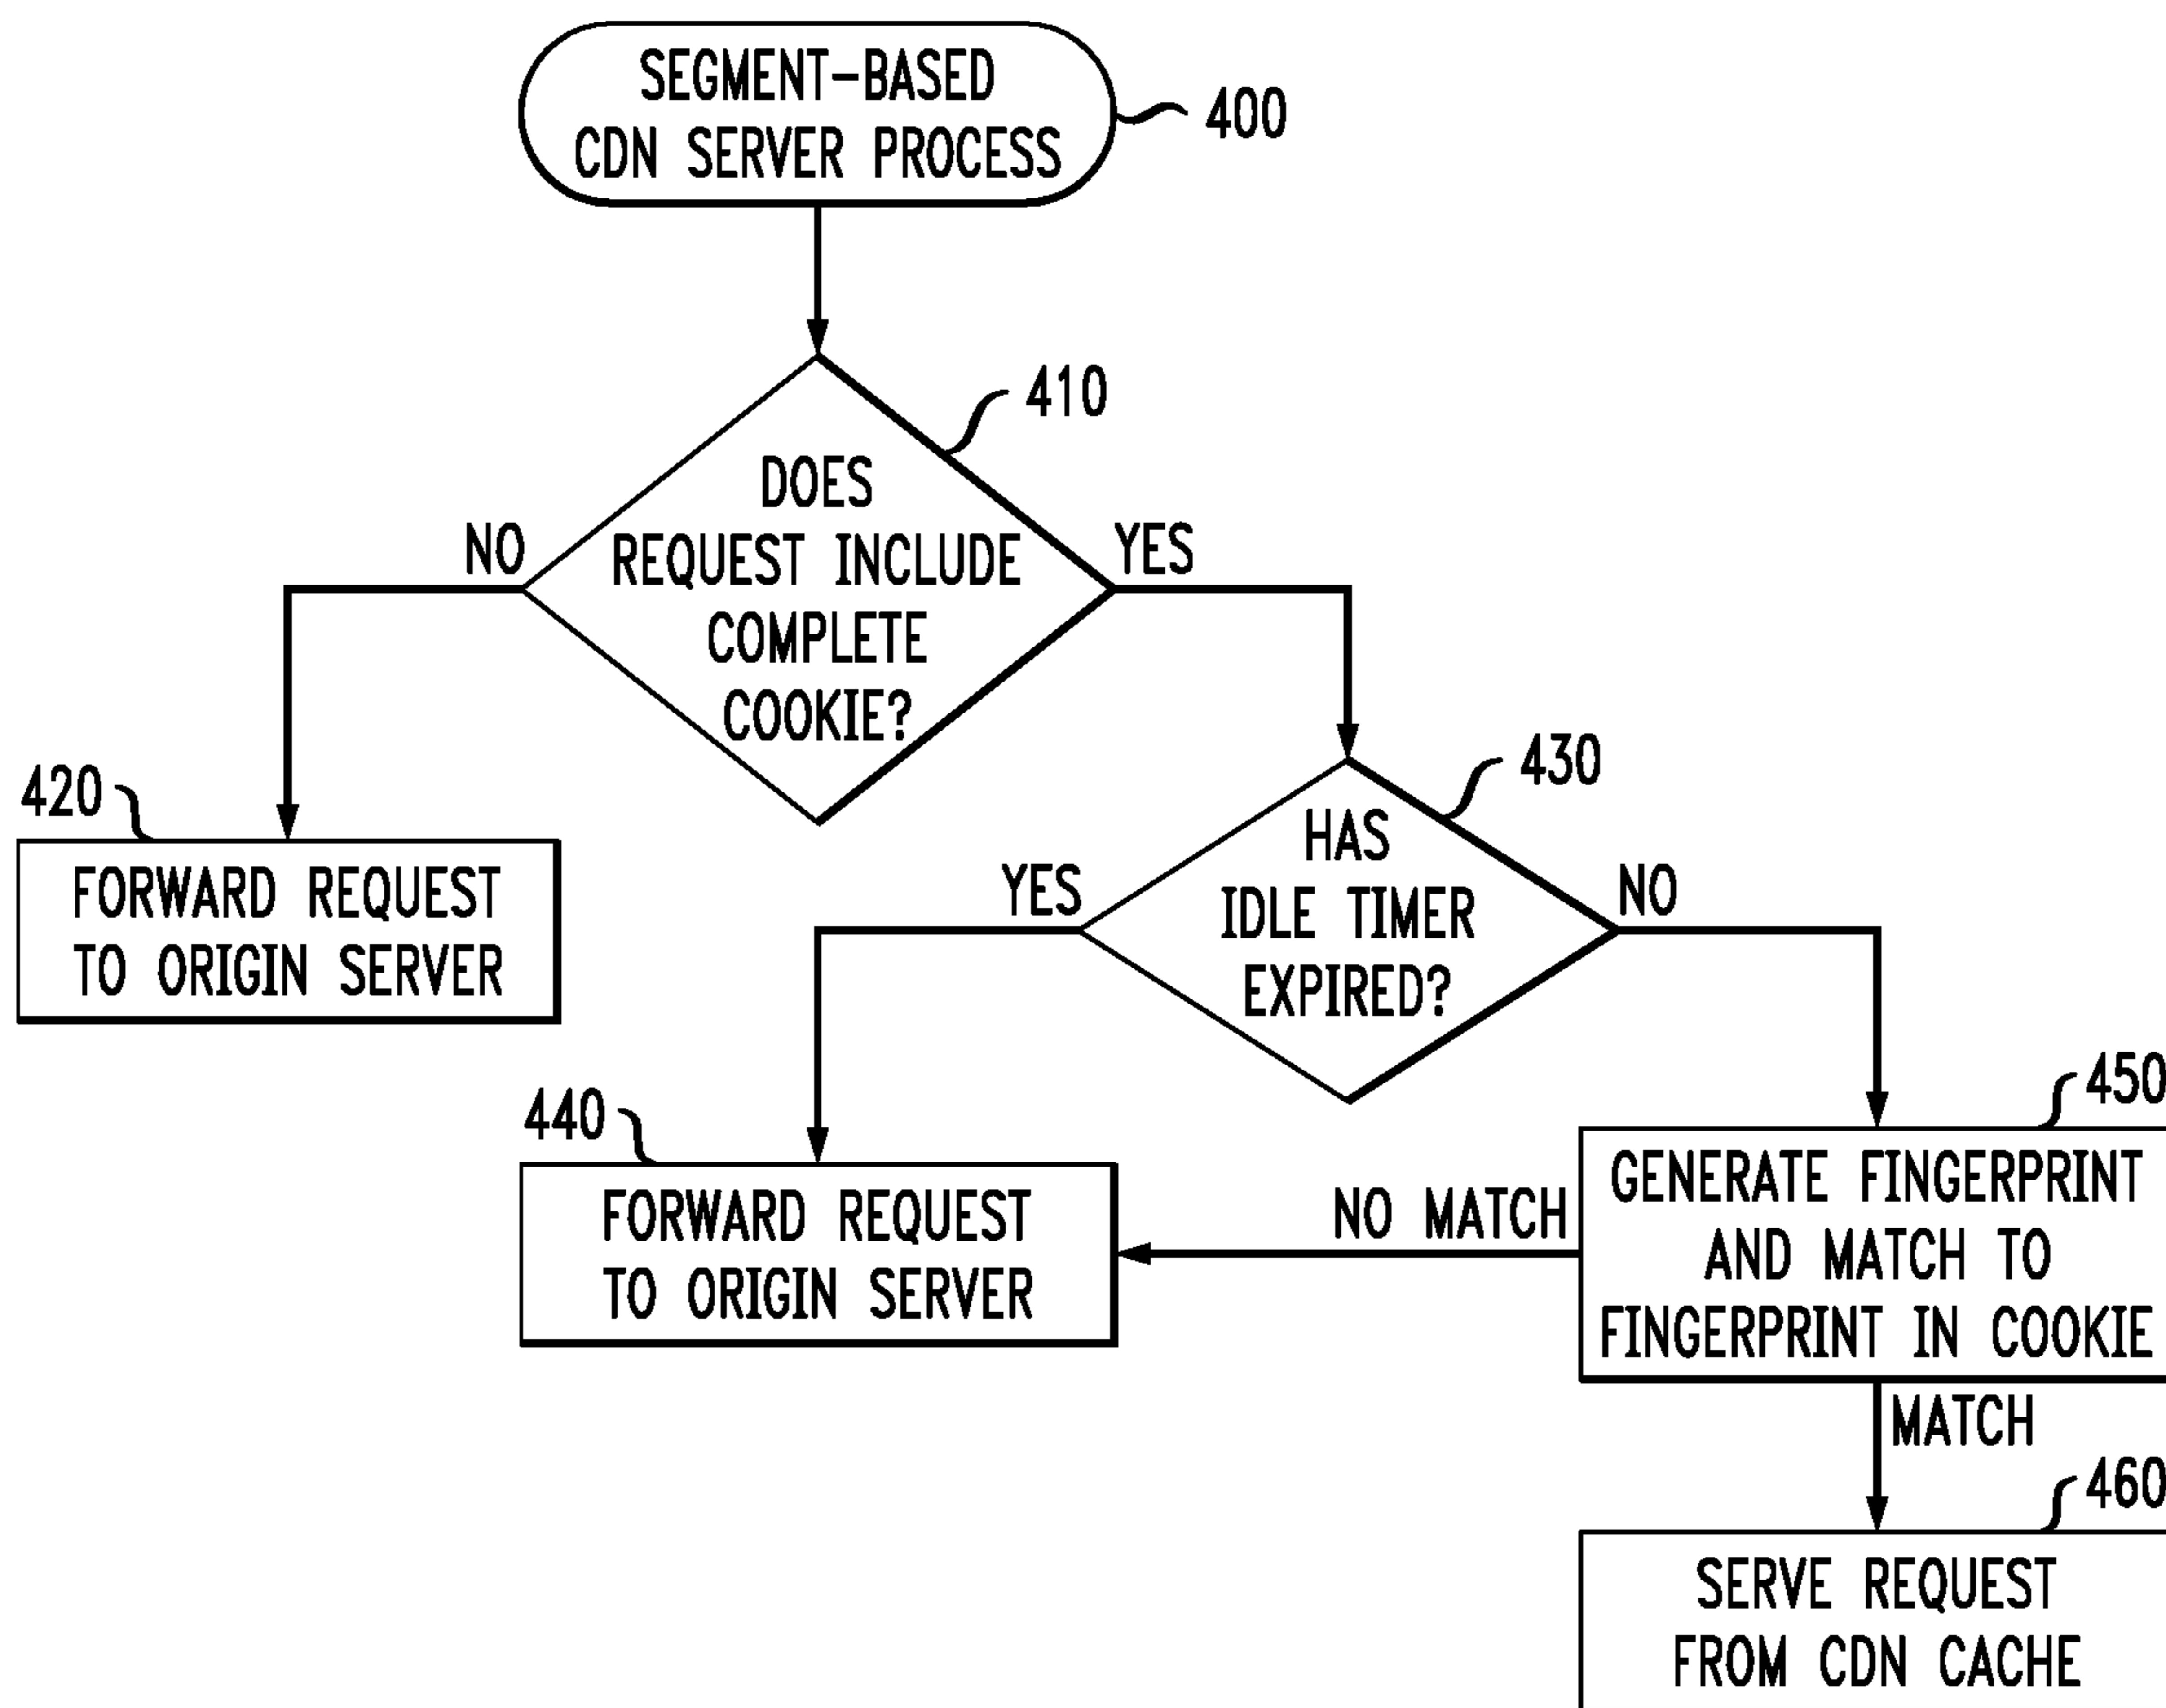 SEGMENT-BASED
CDN SERVER PROCESS
400
410
DOES
REQUEST INCLUDE
COMPLETE
COOKIE?
NO
YES
420
FORWARD REQUEST
TO ORIGIN SERVER
430
HAS
IDLE TIMER
EXPIRED?
YES
NO
440
FORWARD REQUEST
TO ORIGIN SERVER
450
GENERATE FINGERPRINT
AND MATCH TO
FINGERPRINT IN COOKIE
NO MATCH
MATCH
460
SERVE REQUEST
FROM CDN CACHE